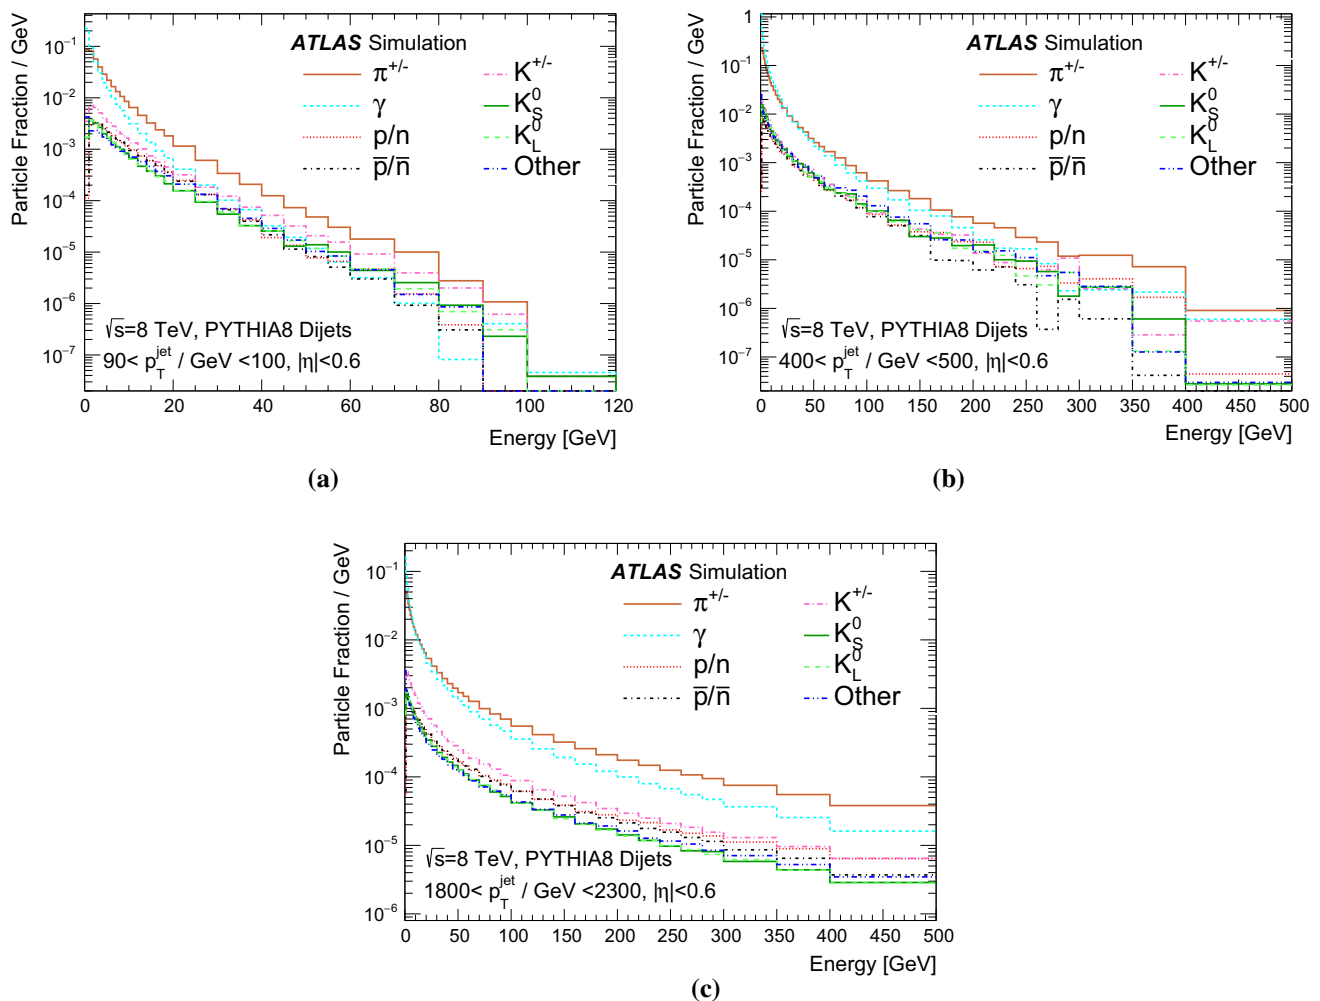 Particle Fraction / GeV
ATLAS Simulation
π+/-
γ
p/n
p̅/n̅
K+/-
K0S
K0L
Other
10−1
10−2
10−3
10−4
10−5
10−6
10−7
√s=8 TeV, PYTHIA8 Dijets
90< pTjet / GeV <100, |η|<0.6
0 20 40 60 80 100 120
Energy [GeV]
(a)
Particle Fraction / GeV
ATLAS Simulation
π+/-
γ
p/n
p̅/n̅
K+/-
K0S
K0L
Other
1
10−1
10−2
10−3
10−4
10−5
10−6
10−7
√s=8 TeV, PYTHIA8 Dijets
400< pTjet / GeV <500, |η|<0.6
0 50 100 150 200 250 300 350 400 450 500
Energy [GeV]
(b)
Particle Fraction / GeV
ATLAS Simulation
π+/-
γ
p/n
p̅/n̅
K+/-
K0S
K0L
Other
10−1
10−2
10−3
10−4
10−5
10−6
√s=8 TeV, PYTHIA8 Dijets
1800< pTjet / GeV <2300, |η|<0.6
0 50 100 150 200 250 300 350 400 450 500
Energy [GeV]
(c)